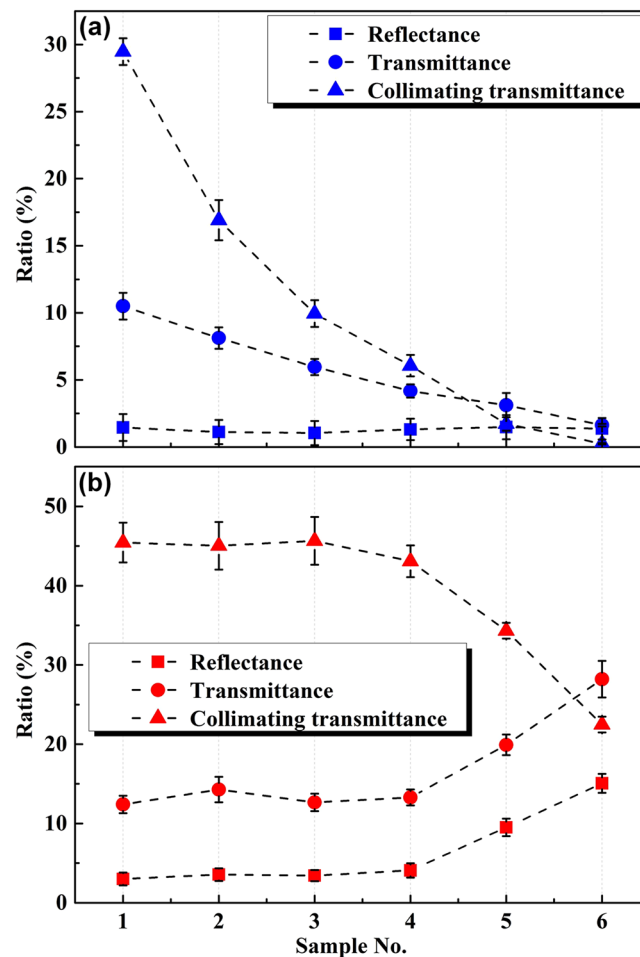 (a)
Reflectance
Transmittance
Collimating transmittance
30
25
20
15
10
5
0
Ratio (%)
(b)
Reflectance
Transmittance
Collimating transmittance
50
40
30
20
10
0
Ratio (%)
1 2 3 4 5 6
Sample No.